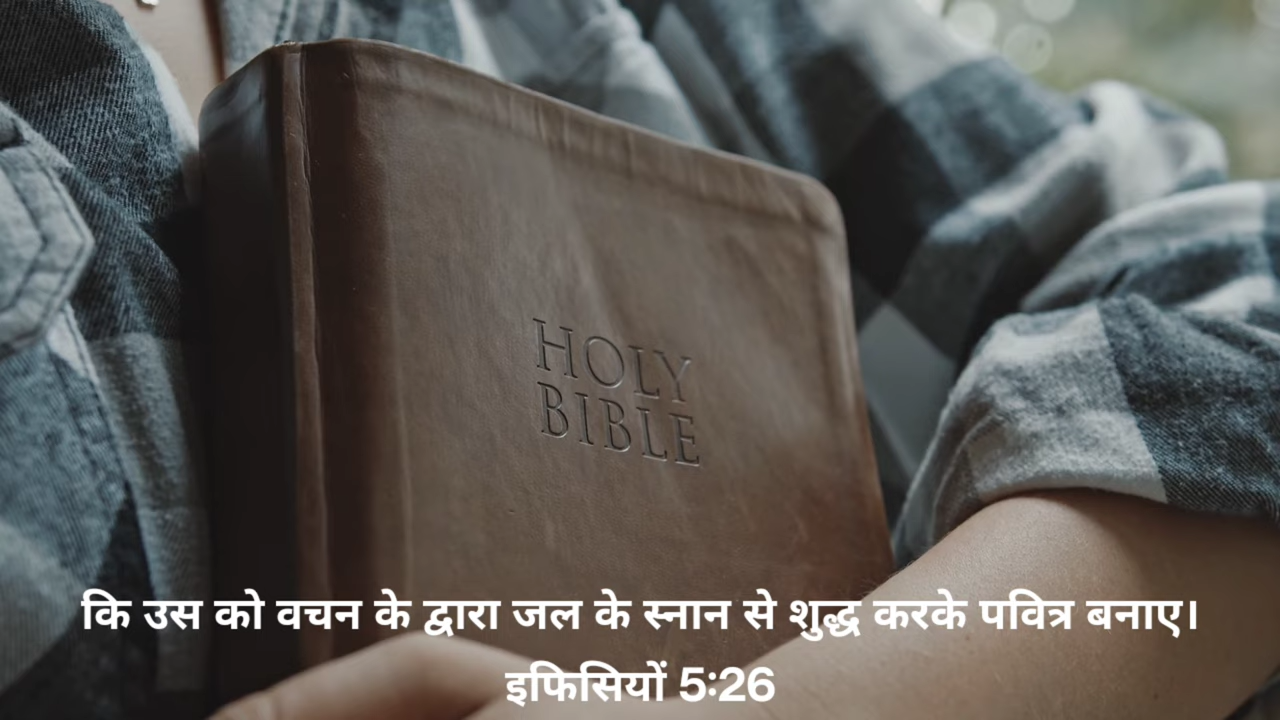 HOLY
BIBLE
कि उस को वचन के द्वारा जल के स्नान से शुद्ध करके पवित्र बनाए।
इफिसियों 5:26